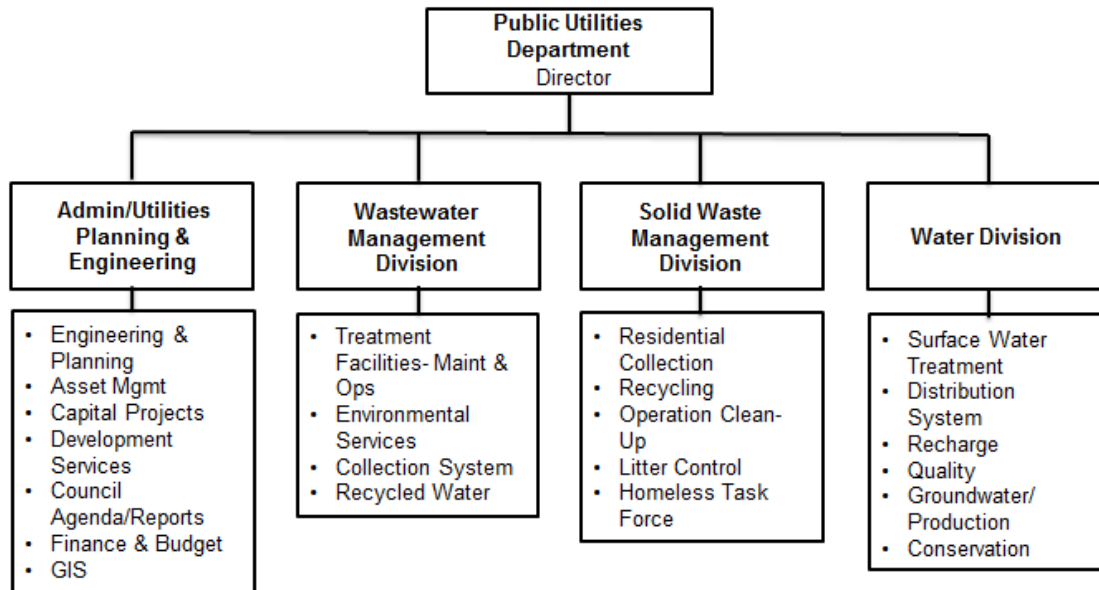 Public Utilities
Department
Director
Admin/Utilities
Planning &
Engineering
• Engineering &
Planning
• Asset Mgmt
• Capital Projects
• Development
Services
• Council
Agenda/Reports
• Finance & Budget
• GIS
Wastewater
Management
Division
• Treatment
Facilities- Maint &
Ops
• Environmental
Services
• Collection System
• Recycled Water
Solid Waste
Management
Division
• Residential
Collection
• Recycling
• Operation Clean-
Up
• Litter Control
• Homeless Task
Force
Water Division
• Surface Water
Treatment
• Distribution
System
• Recharge
• Quality
• Groundwater/
Production
• Conservation